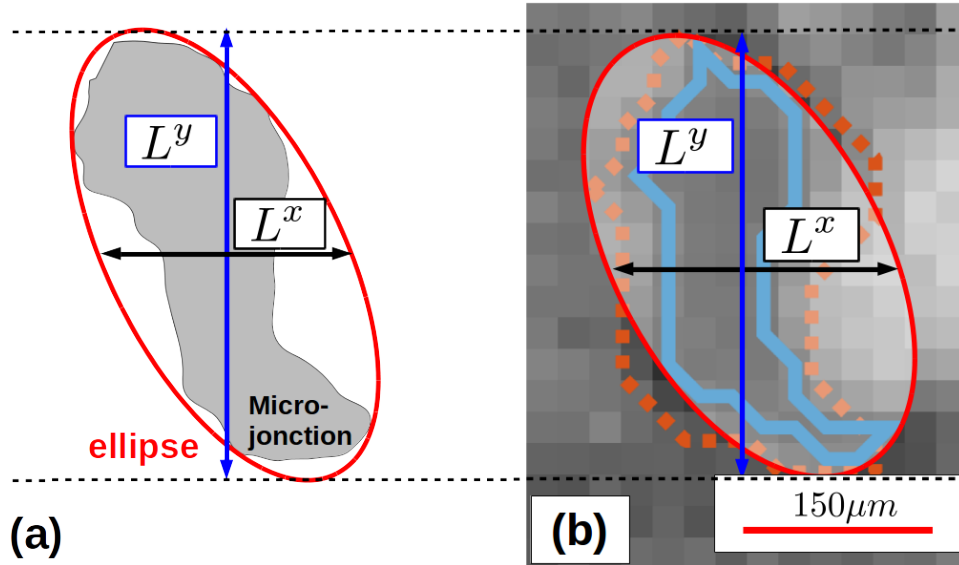 L^y
L^x
Micro-
jonction
ellipse
(a)
L^y
L^x
150μm
(b)